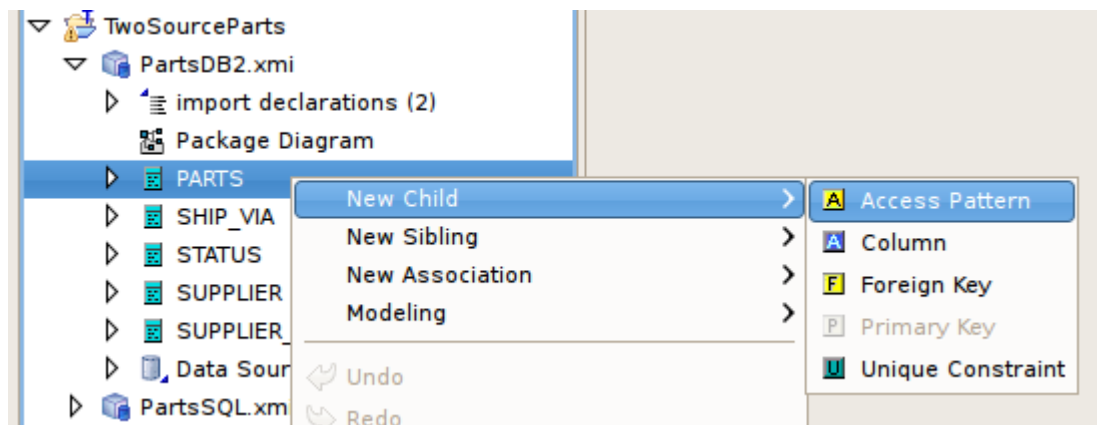 TwoSourceParts
PartsDB2.xmi
import declarations (2)
Package Diagram
PARTS
SHIP_VIA
STATUS
SUPPLIER
SUPPLIER_
Data Sour
PartsSQL.xm
New Child
New Sibling
New Association
Modeling
Undo
Redo
A Access Pattern
A Column
F Foreign Key
P Primary Key
U Unique Constraint